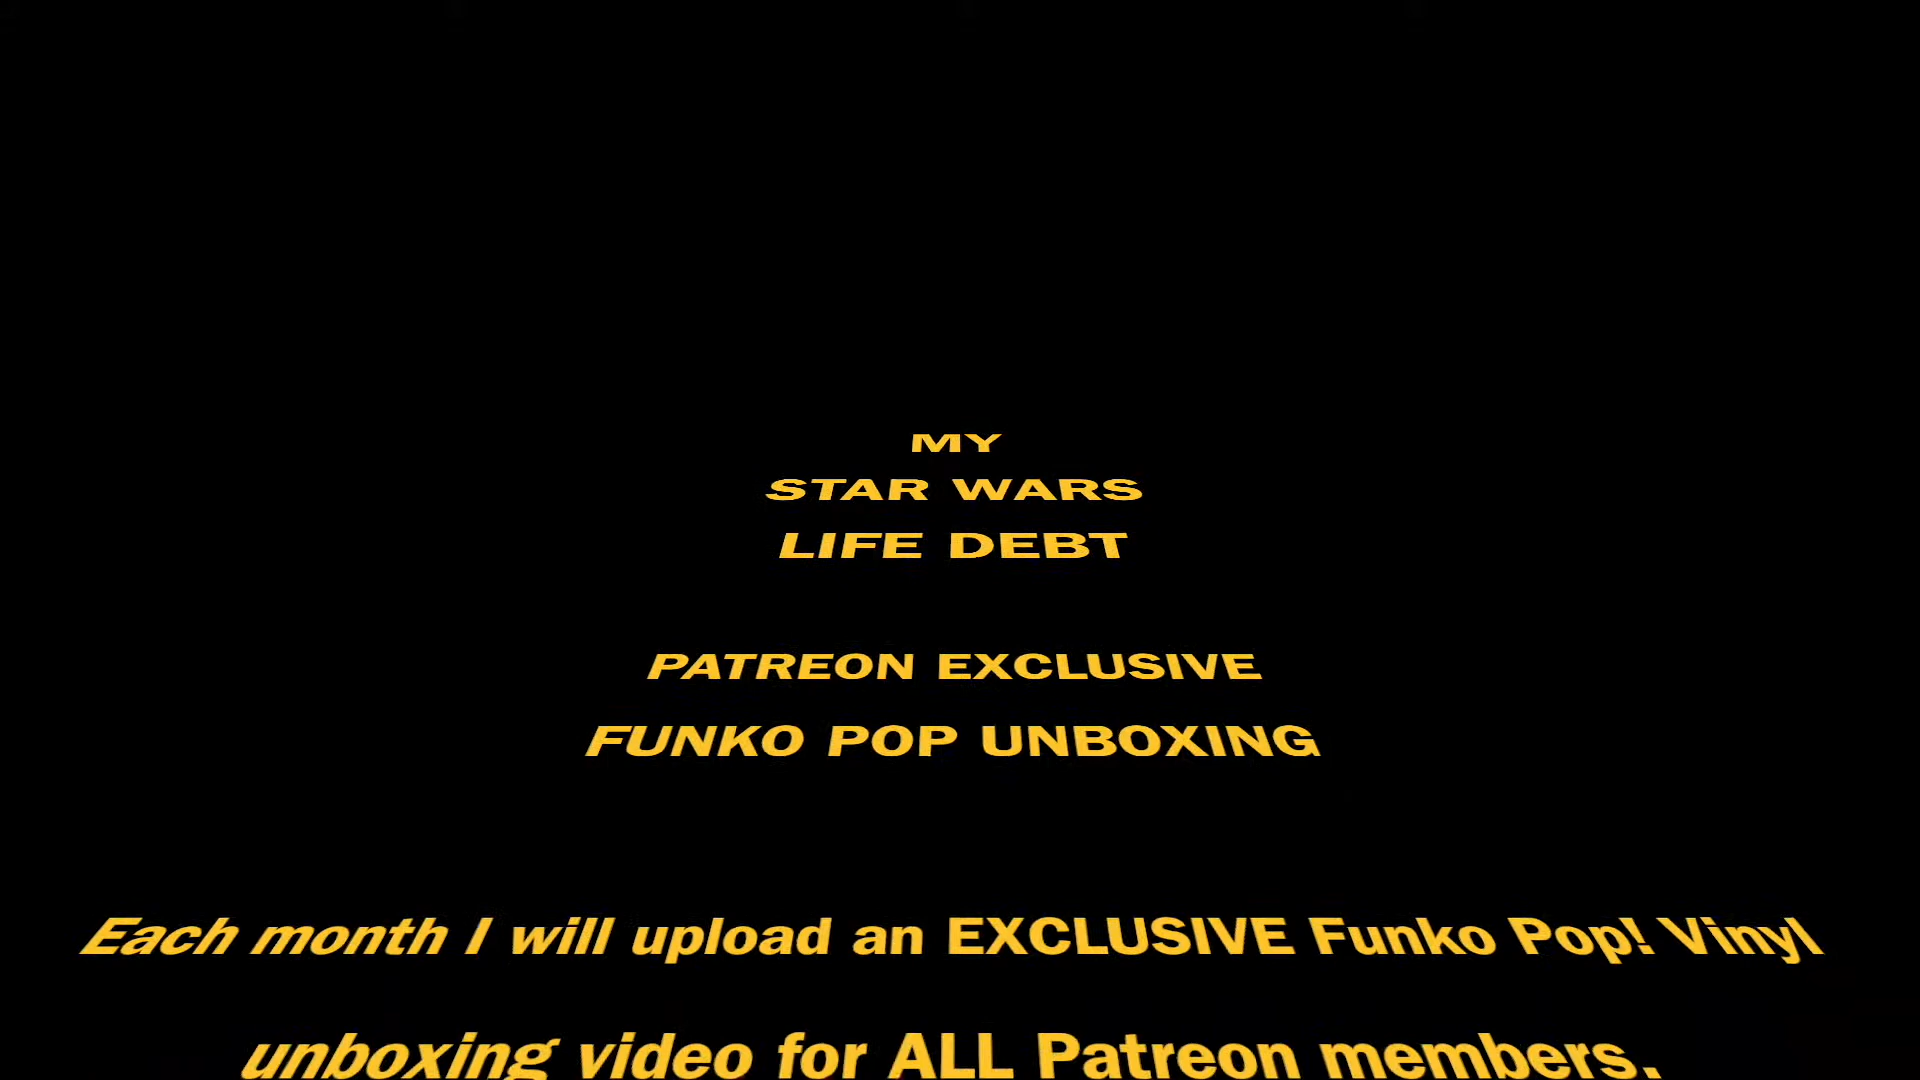 MY
STAR WARS
LIFE DEBT
PATREON EXCLUSIVE
FUNKO POP UNBOXING
Each month I will upload an EXCLUSIVE Funko Pop! Vinyl
unboxing video for ALL Patreon members.